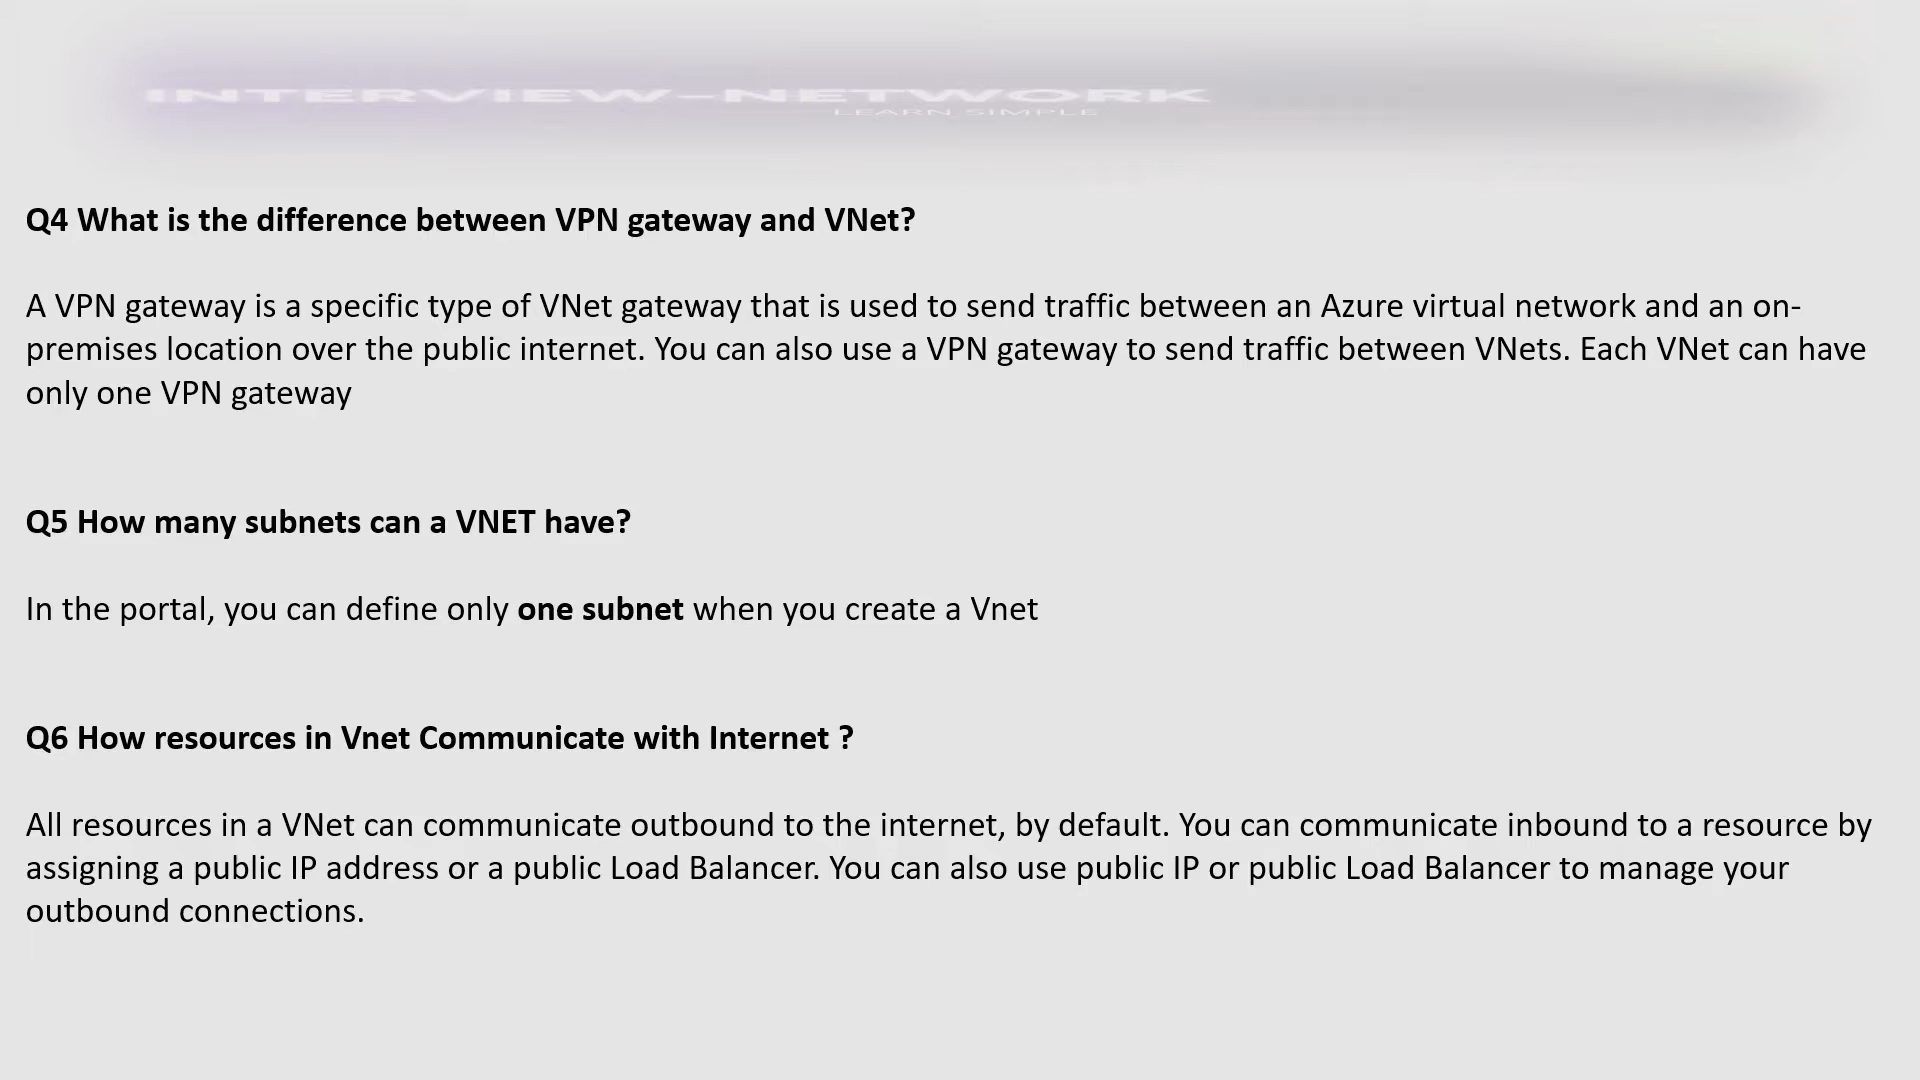 INTERVIEW-NETWORK
LEARN SIMPLE
Q4 What is the difference between VPN gateway and VNet?
A VPN gateway is a specific type of VNet gateway that is used to send traffic between an Azure virtual network and an on-
premises location over the public internet. You can also use a VPN gateway to send traffic between VNets. Each VNet can have
only one VPN gateway
Q5 How many subnets can a VNET have?
In the portal, you can define only one subnet when you create a Vnet
Q6 How resources in Vnet Communicate with Internet ?
All resources in a VNet can communicate outbound to the internet, by default. You can communicate inbound to a resource by
assigning a public IP address or a public Load Balancer. You can also use public IP or public Load Balancer to manage your
outbound connections.